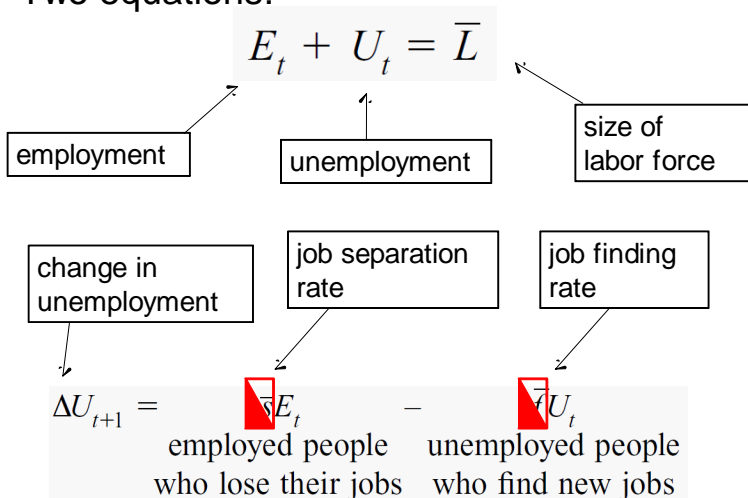 Two equations:
E_t + U_t = L̅
employment
unemployment
size of
labor force
change in
unemployment
job separation
rate
job finding
rate
ΔU_{t+1} = s̅E_t – f̅U_t
employed people unemployed people
who lose their jobs who find new jobs